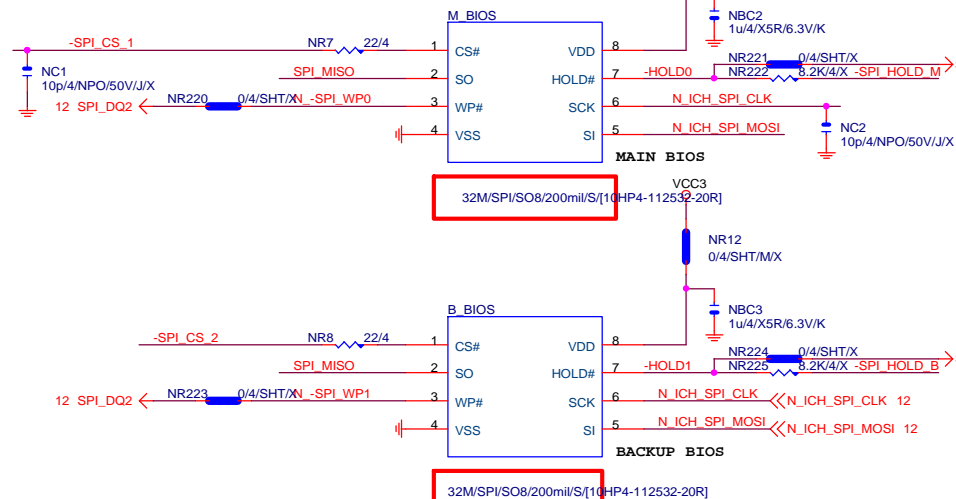 M_BIOS
NBC2
1u/4/X5R/6.3V/K
-SPI_CS_1
NR7 22/4
1 CS# VDD 8
NR221 0/4/SHT/X
NC1
10p/4/NPO/50V/J/X
SPI_MISO
2 SO HOLD# 7
-HOLD0
NR222 8.2K/4/X -SPI_HOLD_M
12 SPI_DQ2
NR220 0/4/SHT/X
N_-SPI_WP0
3 WP# SCK 6
N_ICH_SPI_CLK
4 VSS SI 5
N_ICH_SPI_MOSI
NC2
10p/4/NPO/50V/J/X
MAIN BIOS
VCC3
32M/SPI/SO8/200mil/S/[10HP4-112532-20R]
NR12
0/4/SHT/M/X
B_BIOS
NBC3
1u/4/X5R/6.3V/K
-SPI_CS_2
NR8 22/4
1 CS# VDD 8
NR224 0/4/SHT/X
SPI_MISO
2 SO HOLD# 7
-HOLD1
NR225 8.2K/4/X -SPI_HOLD_B
12 SPI_DQ2
NR223 0/4/SHT/X
N_-SPI_WP1
3 WP# SCK 6
N_ICH_SPI_CLK
N_ICH_SPI_CLK 12
4 VSS SI 5
N_ICH_SPI_MOSI
N_ICH_SPI_MOSI 12
BACKUP BIOS
32M/SPI/SO8/200mil/S/[10HP4-112532-20R]